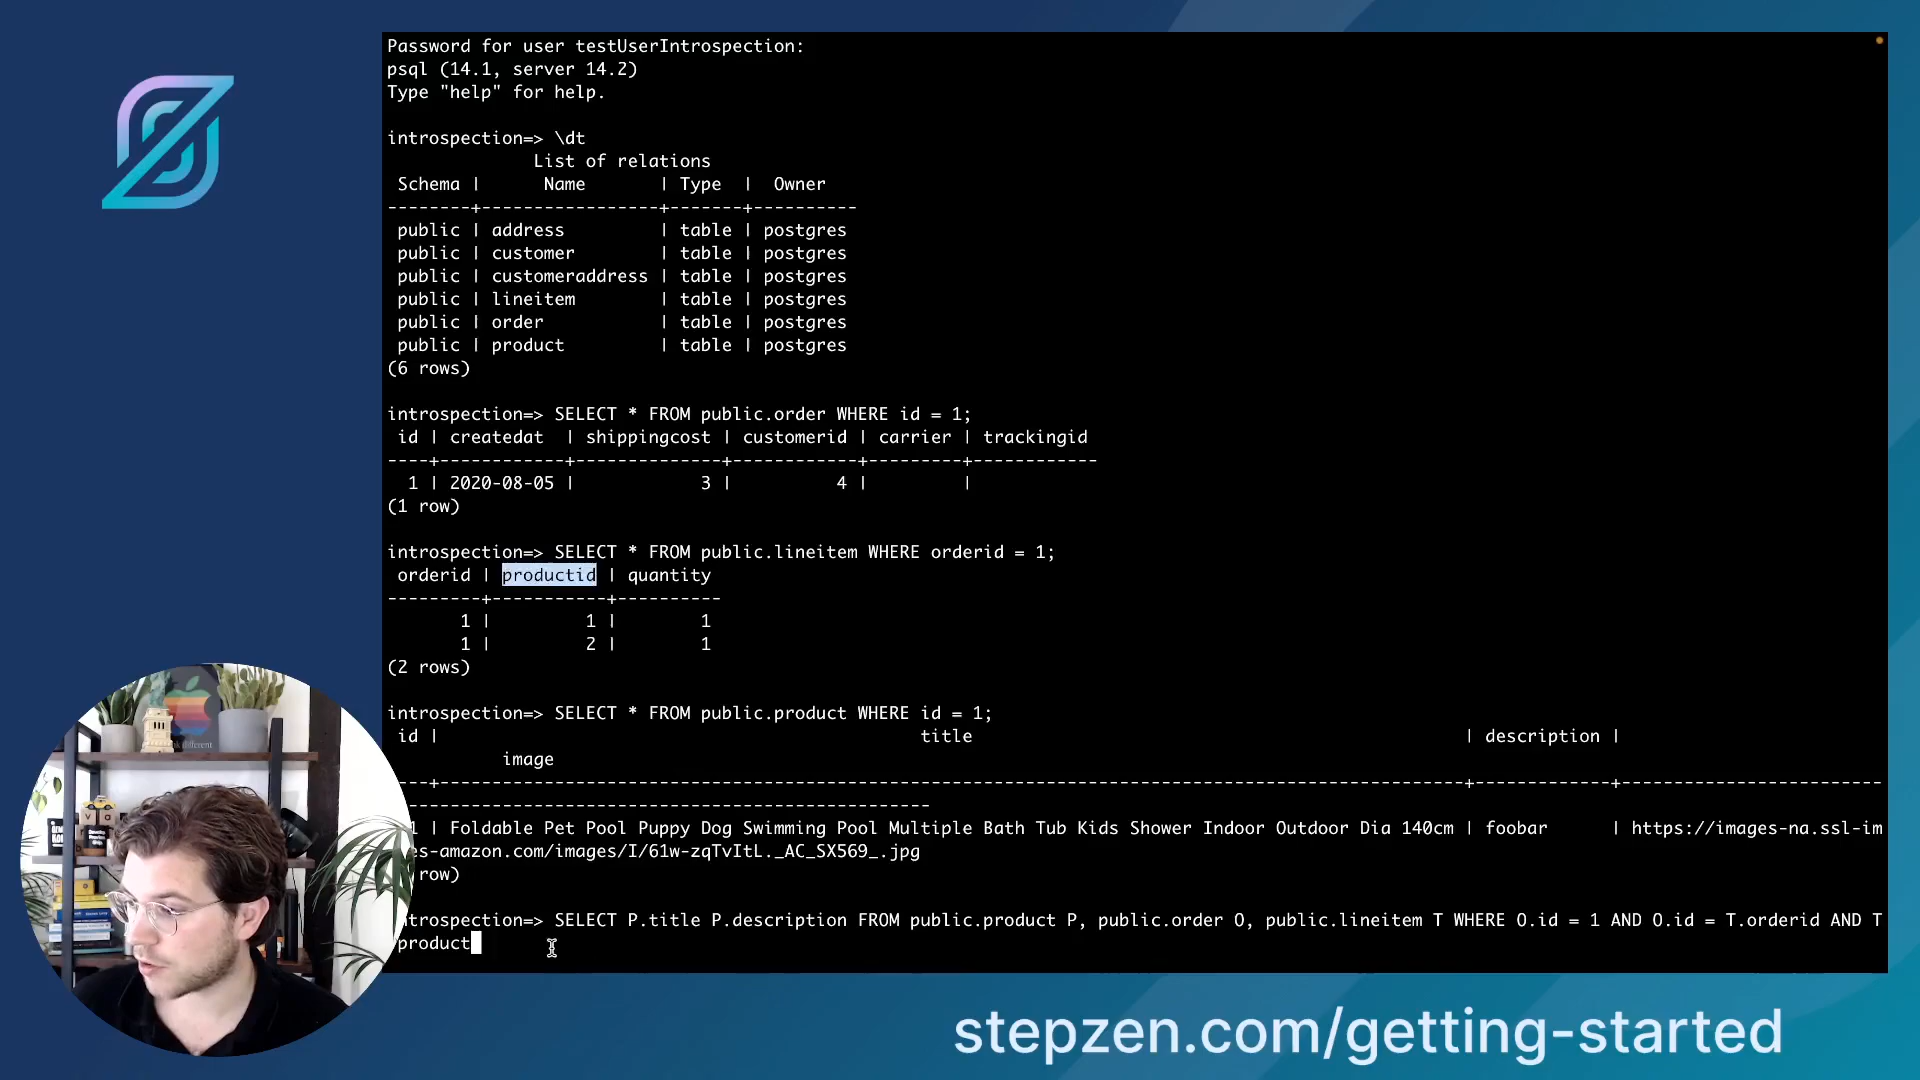 Password for user testUserIntrospection:
psql (14.1, server 14.2)
Type "help" for help.
introspection=> \dt
List of relations
Schema | Name | Type | Owner
--------+-----------------+-------+----------
public | address | table | postgres
public | customer | table | postgres
public | customeraddress | table | postgres
public | lineitem | table | postgres
public | order | table | postgres
public | product | table | postgres
(6 rows)
introspection=> SELECT * FROM public.order WHERE id = 1;
id | createdat | shippingcost | customerid | carrier | trackingid
----+------------+--------------+------------+---------+------------
1 | 2020-08-05 | 3 | 4 | |
(1 row)
introspection=> SELECT * FROM public.lineitem WHERE orderid = 1;
orderid | productid | quantity
---------+-----------+----------
1 | 1 | 1
1 | 2 | 1
(2 rows)
introspection=> SELECT * FROM public.product WHERE id = 1;
id | title | description |
image
1 | Foldable Pet Pool Puppy Dog Swimming Pool Multiple Bath Tub Kids Shower Indoor Outdoor Dia 140cm | foobar | https://images-na.ssl-im
es-amazon.com/images/I/61w-zqTvItL._AC_SX569_.jpg
row)
ntrospection=> SELECT P.title P.description FROM public.product P, public.order O, public.lineitem T WHERE O.id = 1 AND O.id = T.orderid AND T
product
stepzen.com/getting-started